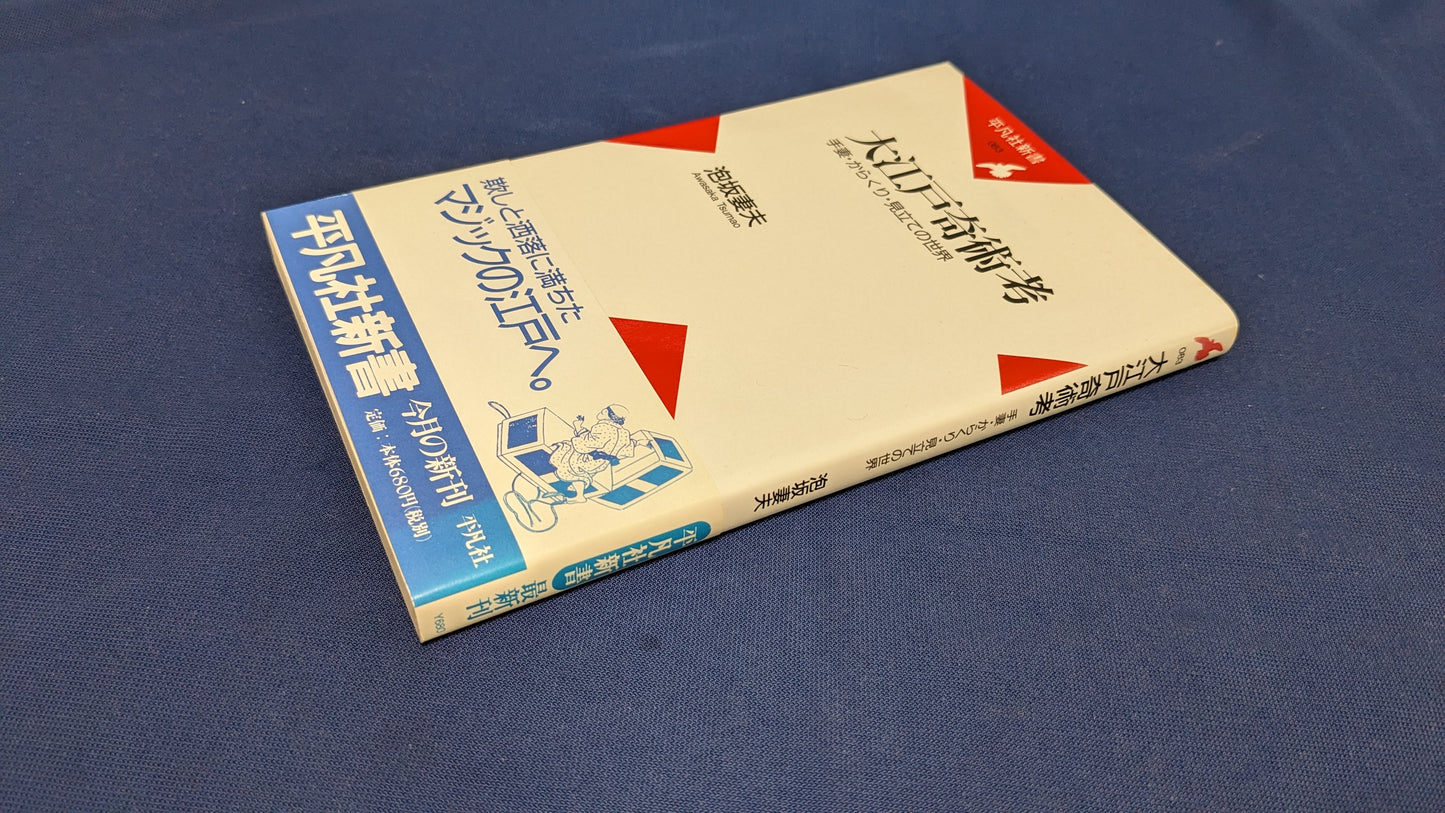 平凡社新書
083
大江戸奇術考
手妻・からくり・見立ての世界
泡坂妻夫
Awasaka Tsumao
欺しと洒落に満ちた
マジックの江戸へ。
平凡社新書
今月の新刊
平凡社
定価：本体680円（税別）
083
大江戸奇術考
手妻・からくり・見立ての世界
泡坂妻夫
平凡社新書
最新刊
¥680